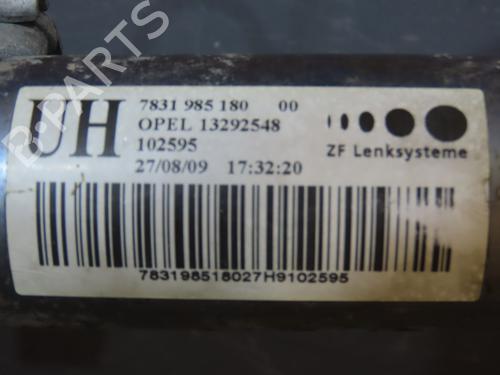 UH
7831 985 180 00
OPEL 13292548
102595
27/08/09 17:32:20
ZF Lenksysteme
783198518027H9102595
B-PARTS